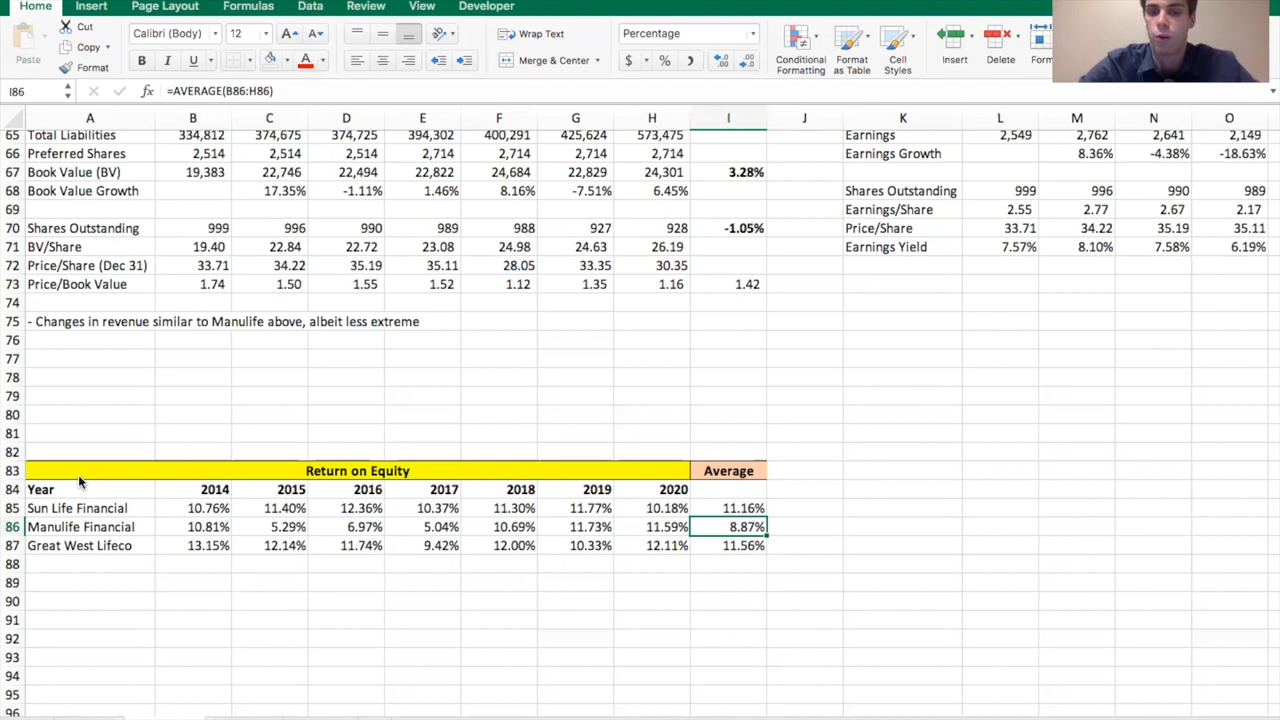 Home Insert Page Layout Formulas Data Review View Developer
Paste Cut Copy Format Calibri (Body) 12 A A Wrap Text Percentage Conditional Formatting Format as Table Cell Styles Insert Delete
B I U A Merge & Center $ %
I86 fx =AVERAGE(B86:H86)
A B C D E F G H I J K L M N O
65 Total Liabilities 334,812 374,675 374,725 394,302 400,291 425,624 573,475 Earnings 2,549 2,762 2,641 2,149
66 Preferred Shares 2,514 2,514 2,514 2,714 2,714 2,714 2,714 Earnings Growth 8.36% -4.38% -18.63%
67 Book Value (BV) 19,383 22,746 22,494 22,822 24,684 22,829 24,301 3.28%
68 Book Value Growth 17.35% -1.11% 1.46% 8.16% -7.51% 6.45% Shares Outstanding 999 996 990 989
69 Earnings/Share 2.55 2.77 2.67 2.17
70 Shares Outstanding 999 996 990 989 988 927 928 -1.05% Price/Share 33.71 34.22 35.19 35.11
71 BV/Share 19.40 22.84 22.72 23.08 24.98 24.63 26.19 Earnings Yield 7.57% 8.10% 7.58% 6.19%
72 Price/Share (Dec 31) 33.71 34.22 35.19 35.11 28.05 33.35 30.35
73 Price/Book Value 1.74 1.50 1.55 1.52 1.12 1.35 1.16 1.42
74
75 - Changes in revenue similar to Manulife above, albeit less extreme
76
77
78
79
80
81
82
83 Return on Equity Average
84 Year 2014 2015 2016 2017 2018 2019 2020
85 Sun Life Financial 10.76% 11.40% 12.36% 10.37% 11.30% 11.77% 10.18% 11.16%
86 Manulife Financial 10.81% 5.29% 6.97% 5.04% 10.69% 11.73% 11.59% 8.87%
87 Great West Lifeco 13.15% 12.14% 11.74% 9.42% 12.00% 10.33% 12.11% 11.56%
88
89
90
91
92
93
94
95
96